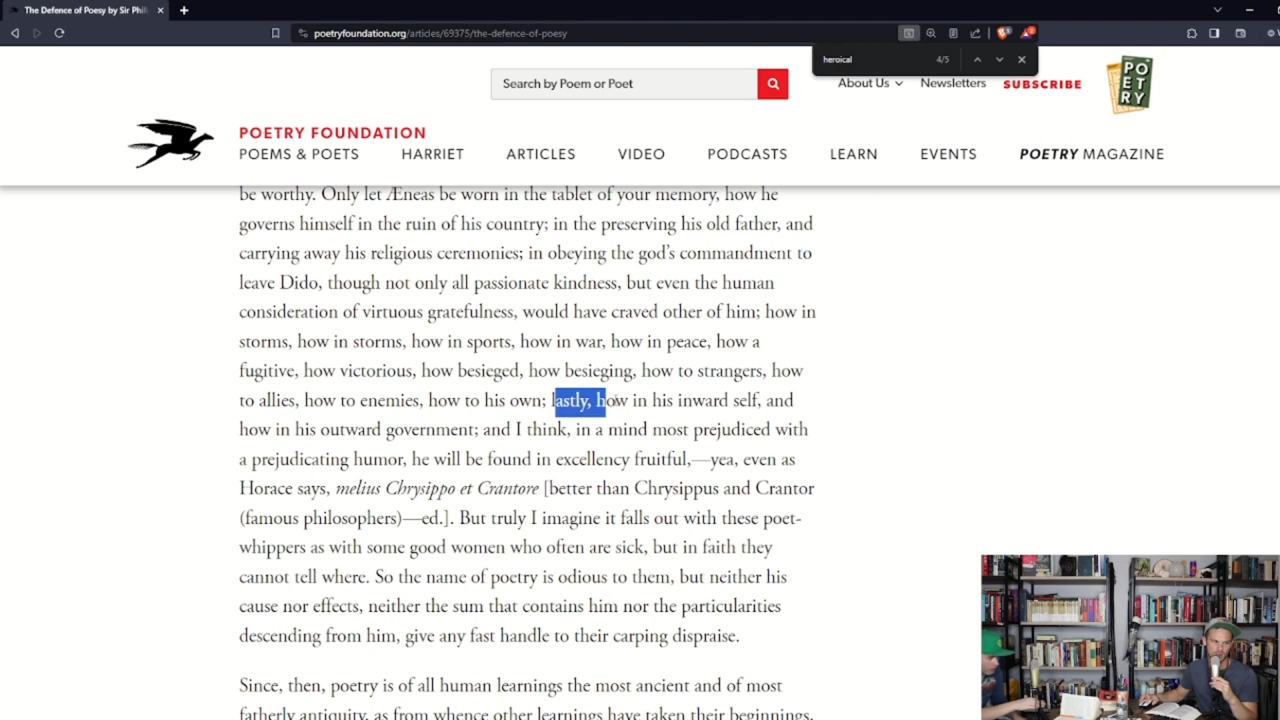 The Defence of Poesy by Sir Phil
poetryfoundation.org/articles/69375/the-defence-of-poesy
heroical 4/5
Search by Poem or Poet
About Us Newsletters SUBSCRIBE
PO
ET
RY
POETRY FOUNDATION
POEMS & POETS HARRIET ARTICLES VIDEO PODCASTS LEARN EVENTS POETRY MAGAZINE
be worthy. Only let Æneas be worn in the tablet of your memory, how he
governs himself in the ruin of his country; in the preserving his old father, and
carrying away his religious ceremonies; in obeying the god’s commandment to
leave Dido, though not only all passionate kindness, but even the human
consideration of virtuous gratefulness, would have craved other of him; how in
storms, how in storms, how in sports, how in war, how in peace, how a
fugitive, how victorious, how besieged, how besieging, how to strangers, how
to allies, how to enemies, how to his own; lastly, how in his inward self, and
how in his outward government; and I think, in a mind most prejudiced with
a prejudicating humor, he will be found in excellency fruitful,—yea, even as
Horace says, melius Chrysippo et Crantore [better than Chrysippus and Crantor
(famous philosophers)—ed.]. But truly I imagine it falls out with these poet-
whippers as with some good women who often are sick, but in faith they
cannot tell where. So the name of poetry is odious to them, but neither his
cause nor effects, neither the sum that contains him nor the particularities
descending from him, give any fast handle to their carping dispraise.
Since, then, poetry is of all human learnings the most ancient and of most
fatherly antiquity, as from whence other learnings have taken their beginnings,